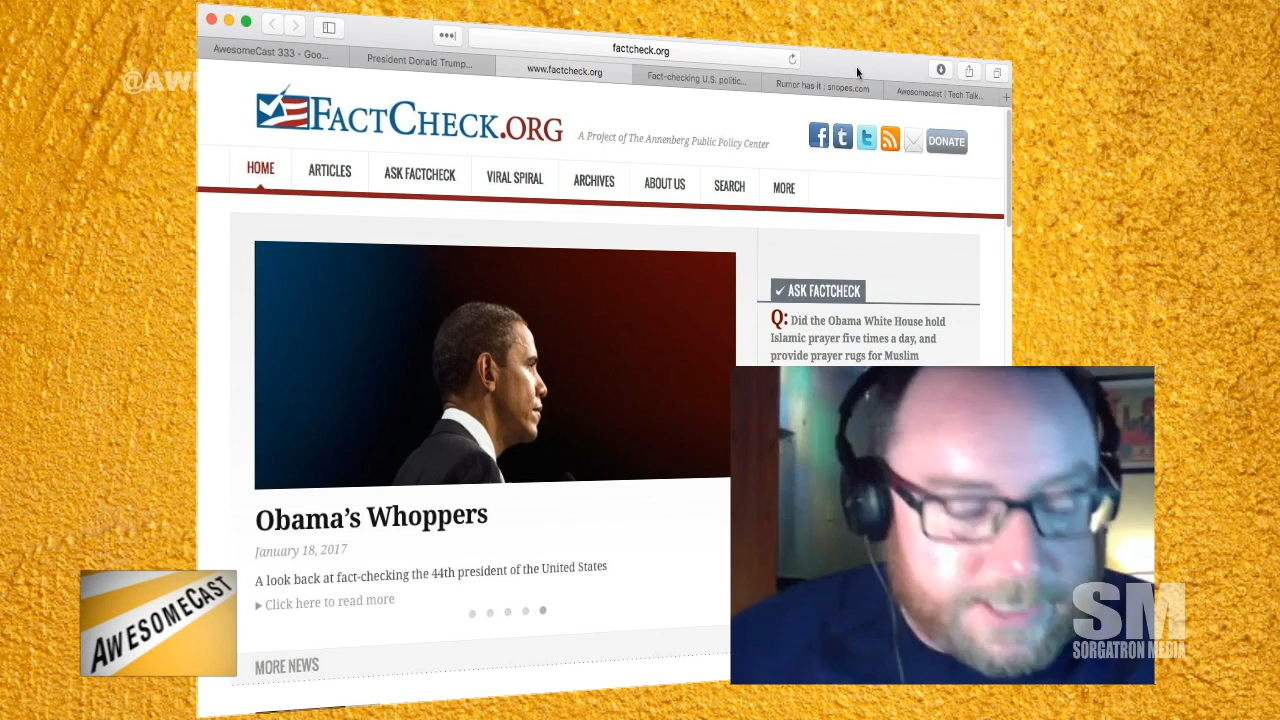 factcheck.org
AwesomeCast 333 - Goo...
President Donald Trump...
www.factcheck.org
Fact-checking U.S. politic...
Rumor has it : snopes.com
Awesomecast | Tech Talk...
@AW
FACTCHECK.ORG
A Project of The Annenberg Public Policy Center
DONATE
HOME
ARTICLES
ASK FACTCHECK
VIRAL SPIRAL
ARCHIVES
ABOUT US
SEARCH
MORE
ASK FACTCHECK
Q: Did the Obama White House hold
Islamic prayer five times a day, and
provide prayer rugs for Muslim
Obama's Whoppers
January 18, 2017
A look back at fact-checking the 44th president of the United States
Click here to read more
MORE NEWS
AWESOMECAST
SM
SORGATRON MEDIA